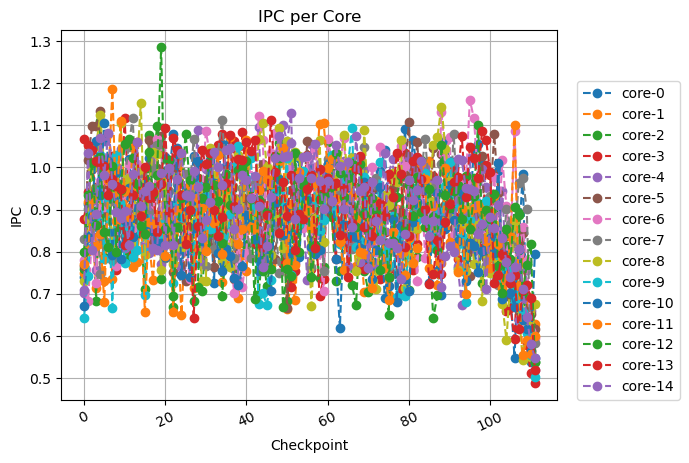 IPC per Core
1.3
1.2
1.1
1.0
0.9
0.8
0.7
0.6
0.5
IPC
0
20
40
60
80
100
Checkpoint
core-0
core-1
core-2
core-3
core-4
core-5
core-6
core-7
core-8
core-9
core-10
core-11
core-12
core-13
core-14